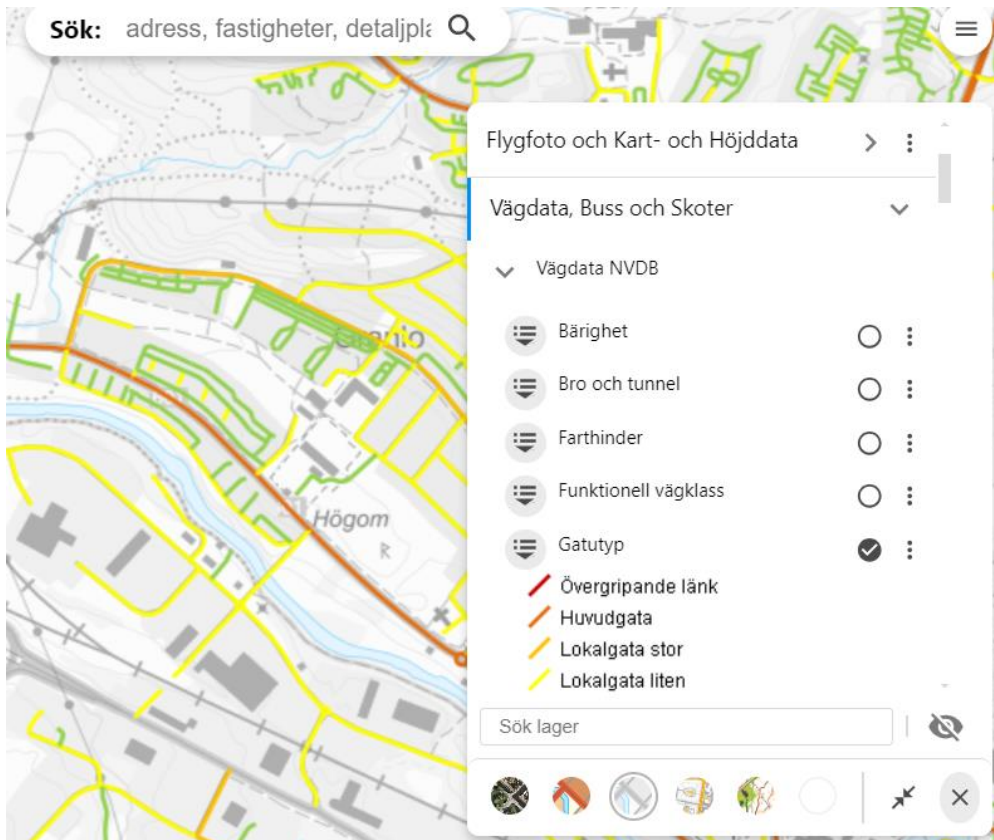 Sök: adress, fastigheter, detaljpla
Flygfoto och Kart- och Höjddata
Vägdata, Buss och Skoter
Vägdata NVDB
Bärighet
Bro och tunnel
Farthinder
Funktionell vägklass
Gatutyp
Övergripande länk
Huvudgata
Lokalgata stor
Lokalgata liten
Sök lager
Granlo
Högom
R